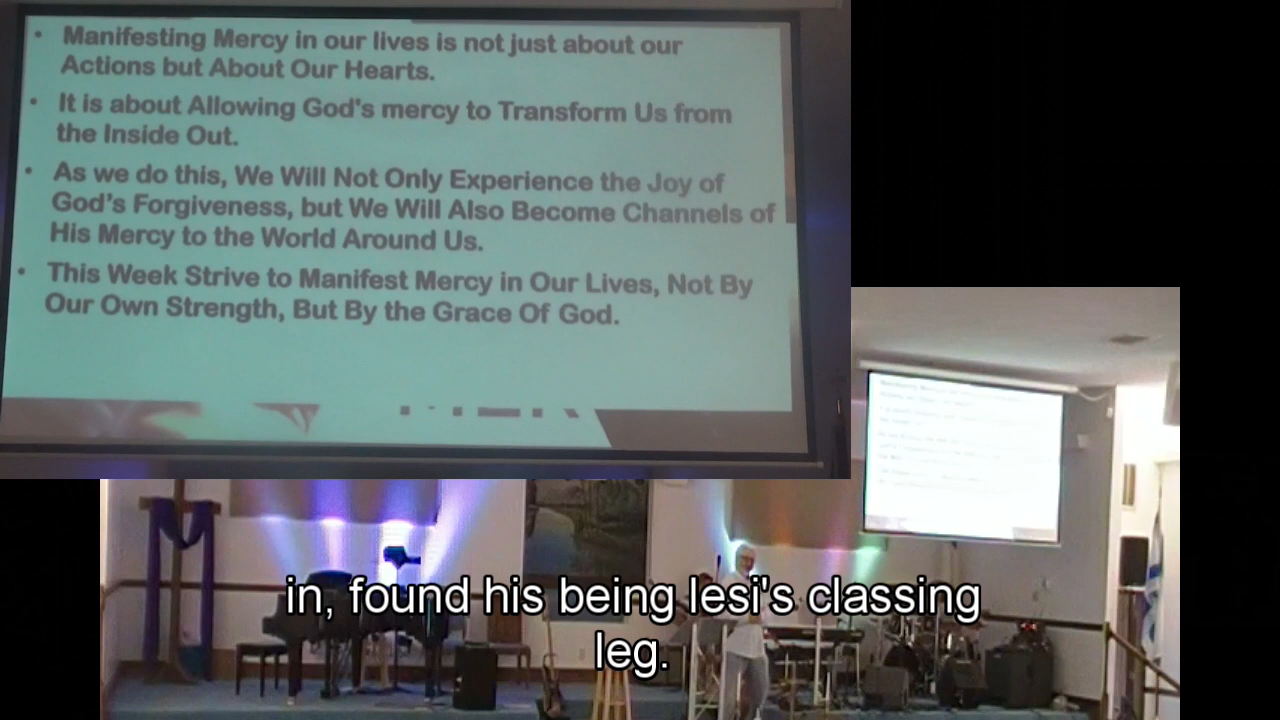 • Manifesting Mercy in our lives is not just about our
Actions but About Our Hearts.
• It is about Allowing God's mercy to Transform Us from
the Inside Out.
• As we do this, We Will Not Only Experience the Joy of
God's Forgiveness, but We Will Also Become Channels of
His Mercy to the World Around Us.
• This Week Strive to Manifest Mercy in Our Lives, Not By
Our Own Strength, But By the Grace Of God.
in, found his being lesi's classing
leg.